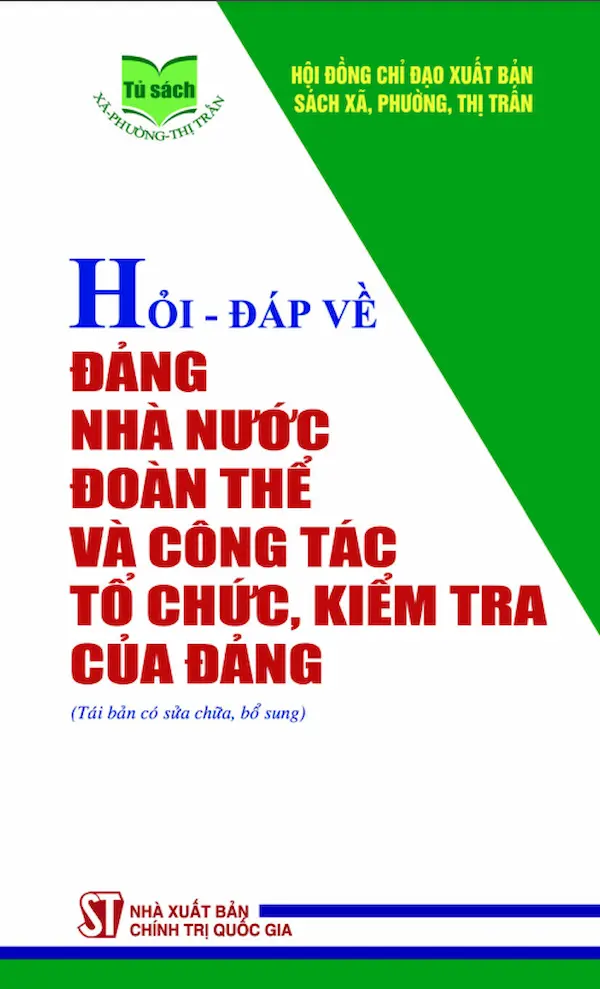 Tủ sách
XÃ-PHƯỜNG-THỊ TRẤN
HỘI ĐỒNG CHỈ ĐẠO XUẤT BẢN
SÁCH XÃ, PHƯỜNG, THỊ TRẤN
HỎI - ĐÁP VỀ
ĐẢNG
NHÀ NƯỚC
ĐOÀN THỂ
VÀ CÔNG TÁC
TỔ CHỨC, KIỂM TRA
CỦA ĐẢNG
(Tái bản có sửa chữa, bổ sung)
ST
NHÀ XUẤT BẢN
CHÍNH TRỊ QUỐC GIA